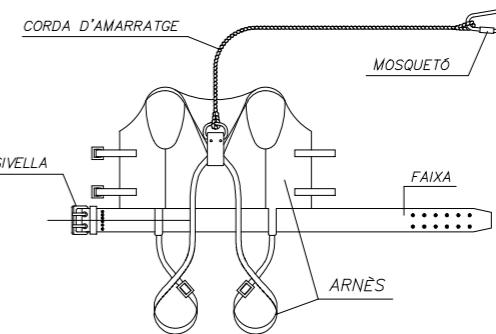 CORDA D'AMARRATGE
MOSQUETÓ
SIVELLA
FAIXA
ARNÈS